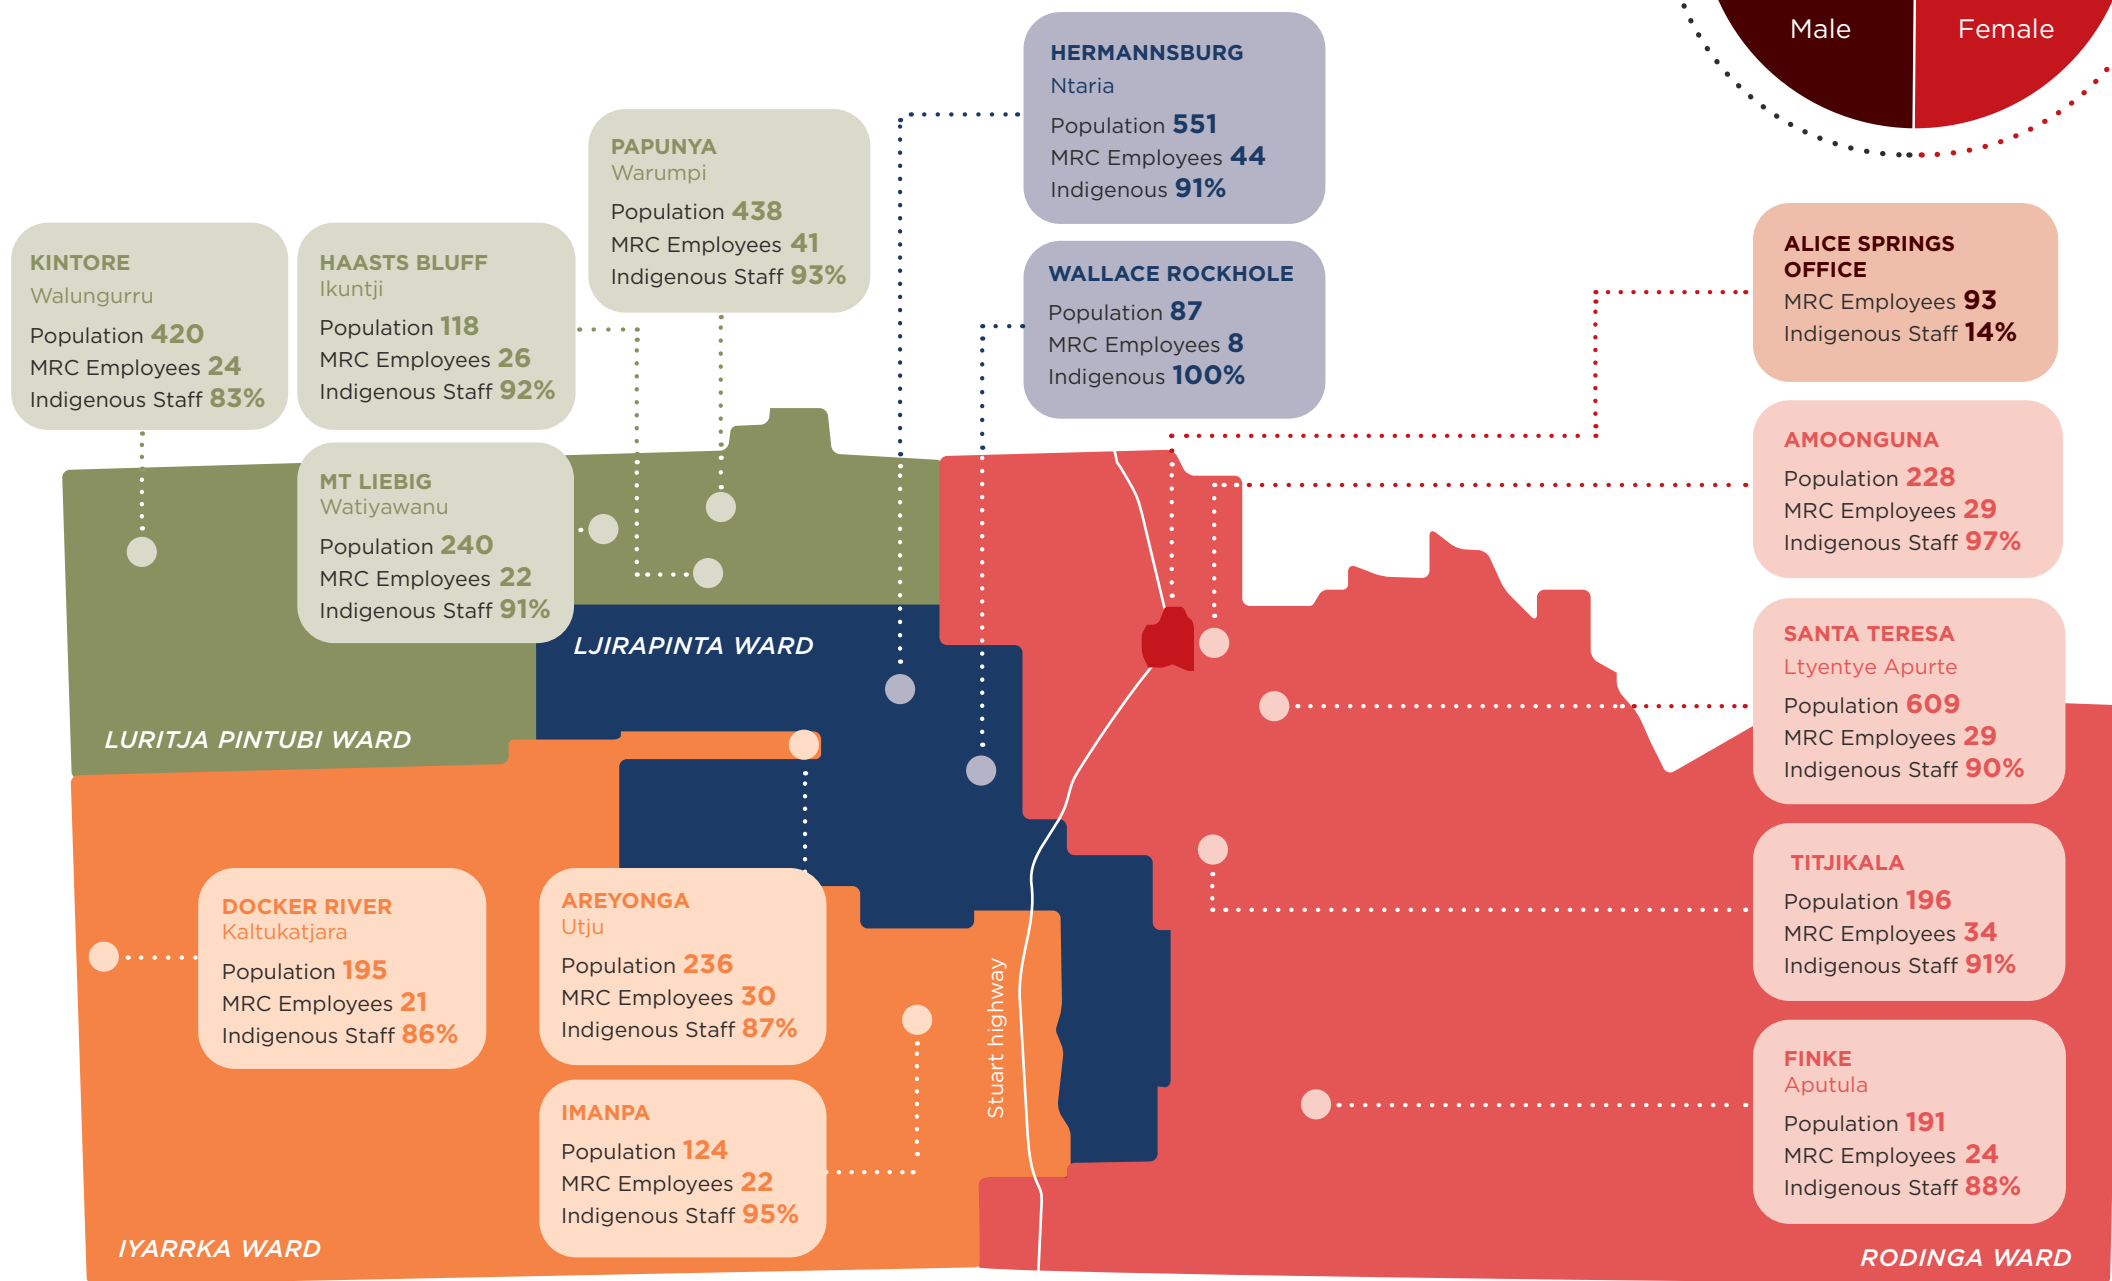 Male
Female
HERMANNSBURG
Ntaria
Population 551
MRC Employees 44
Indigenous 91%
PAPUNYA
Warumpi
Population 438
MRC Employees 41
Indigenous Staff 93%
KINTORE
Walungurru
Population 420
MRC Employees 24
Indigenous Staff 83%
HAASTS BLUFF
Ikuntji
Population 118
MRC Employees 26
Indigenous Staff 92%
WALLACE ROCKHOLE
Population 87
MRC Employees 8
Indigenous 100%
ALICE SPRINGS
OFFICE
MRC Employees 93
Indigenous Staff 14%
MT LIEBIG
Watiyawanu
Population 240
MRC Employees 22
Indigenous Staff 91%
AMOONGUNA
Population 228
MRC Employees 29
Indigenous Staff 97%
LJIRAPINTA WARD
SANTA TERESA
Ltyentye Apurte
Population 609
MRC Employees 29
Indigenous Staff 90%
LURITJA PINTUBI WARD
TITJIKALA
Population 196
MRC Employees 34
Indigenous Staff 91%
DOCKER RIVER
Kaltukatjara
Population 195
MRC Employees 21
Indigenous Staff 86%
AREYONGA
Utju
Population 236
MRC Employees 30
Indigenous Staff 87%
Stuart highway
IMANPA
Population 124
MRC Employees 22
Indigenous Staff 95%
FINKE
Aputula
Population 191
MRC Employees 24
Indigenous Staff 88%
IYARRKA WARD
RODINGA WARD